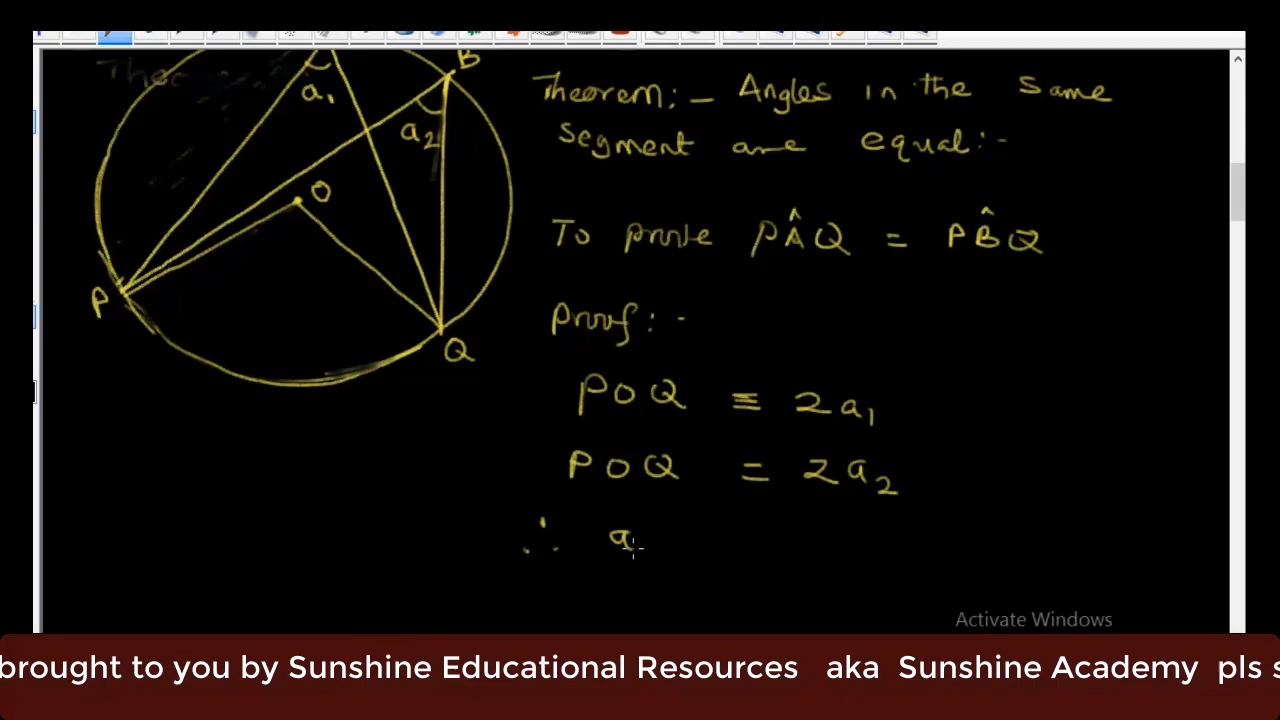 Theo
B
a1
a2
O
P
Q
Theorem:- Angles in the same
segment are equal:-
To prove PÂQ = PB̂Q
Proof:-
POQ = 2a1
POQ = 2a2
∴ a
Activate Windows
brought to you by Sunshine Educational Resources aka Sunshine Academy pls s